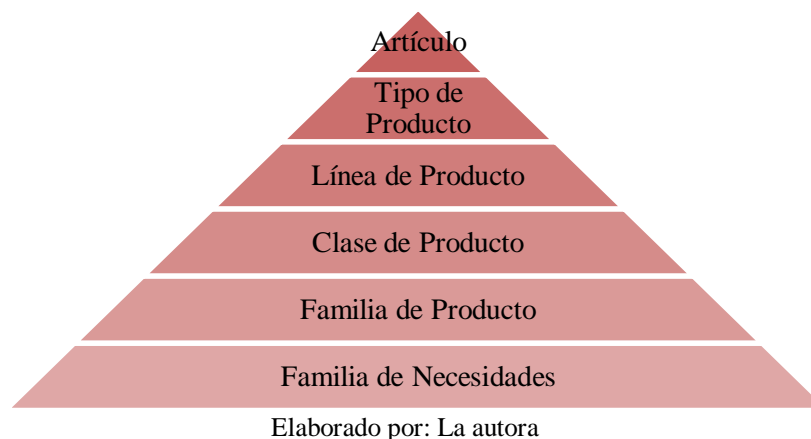 Artículo
Tipo de
Producto
Línea de Producto
Clase de Producto
Familia de Producto
Familia de Necesidades
Elaborado por: La autora